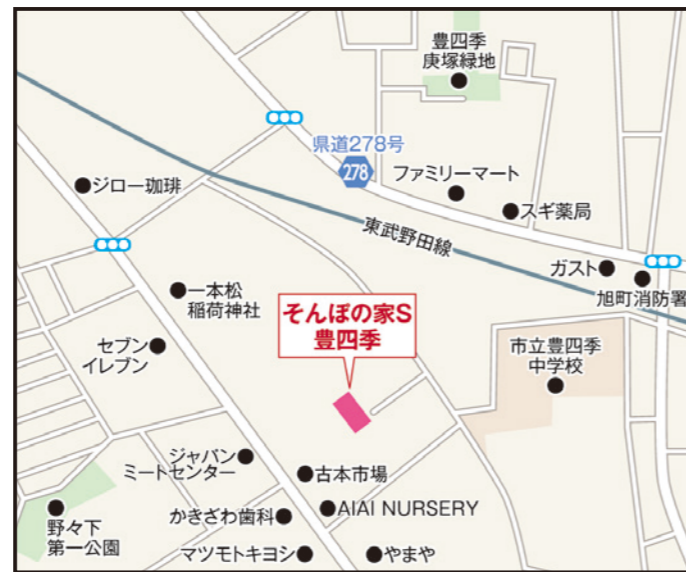 豊四季
庚塚緑地
県道278号
278
ファミリーマート
ジロー珈琲
スギ薬局
東武野田線
ガスト
旭町消防署
一本松
稲荷神社
そんぽの家S
豊四季
セブン
イレブン
市立豊四季
中学校
ジャパン
ミートセンター
古本市場
かきざわ歯科
AIAI NURSERY
野々下
第一公園
マツモトキヨシ
やまや